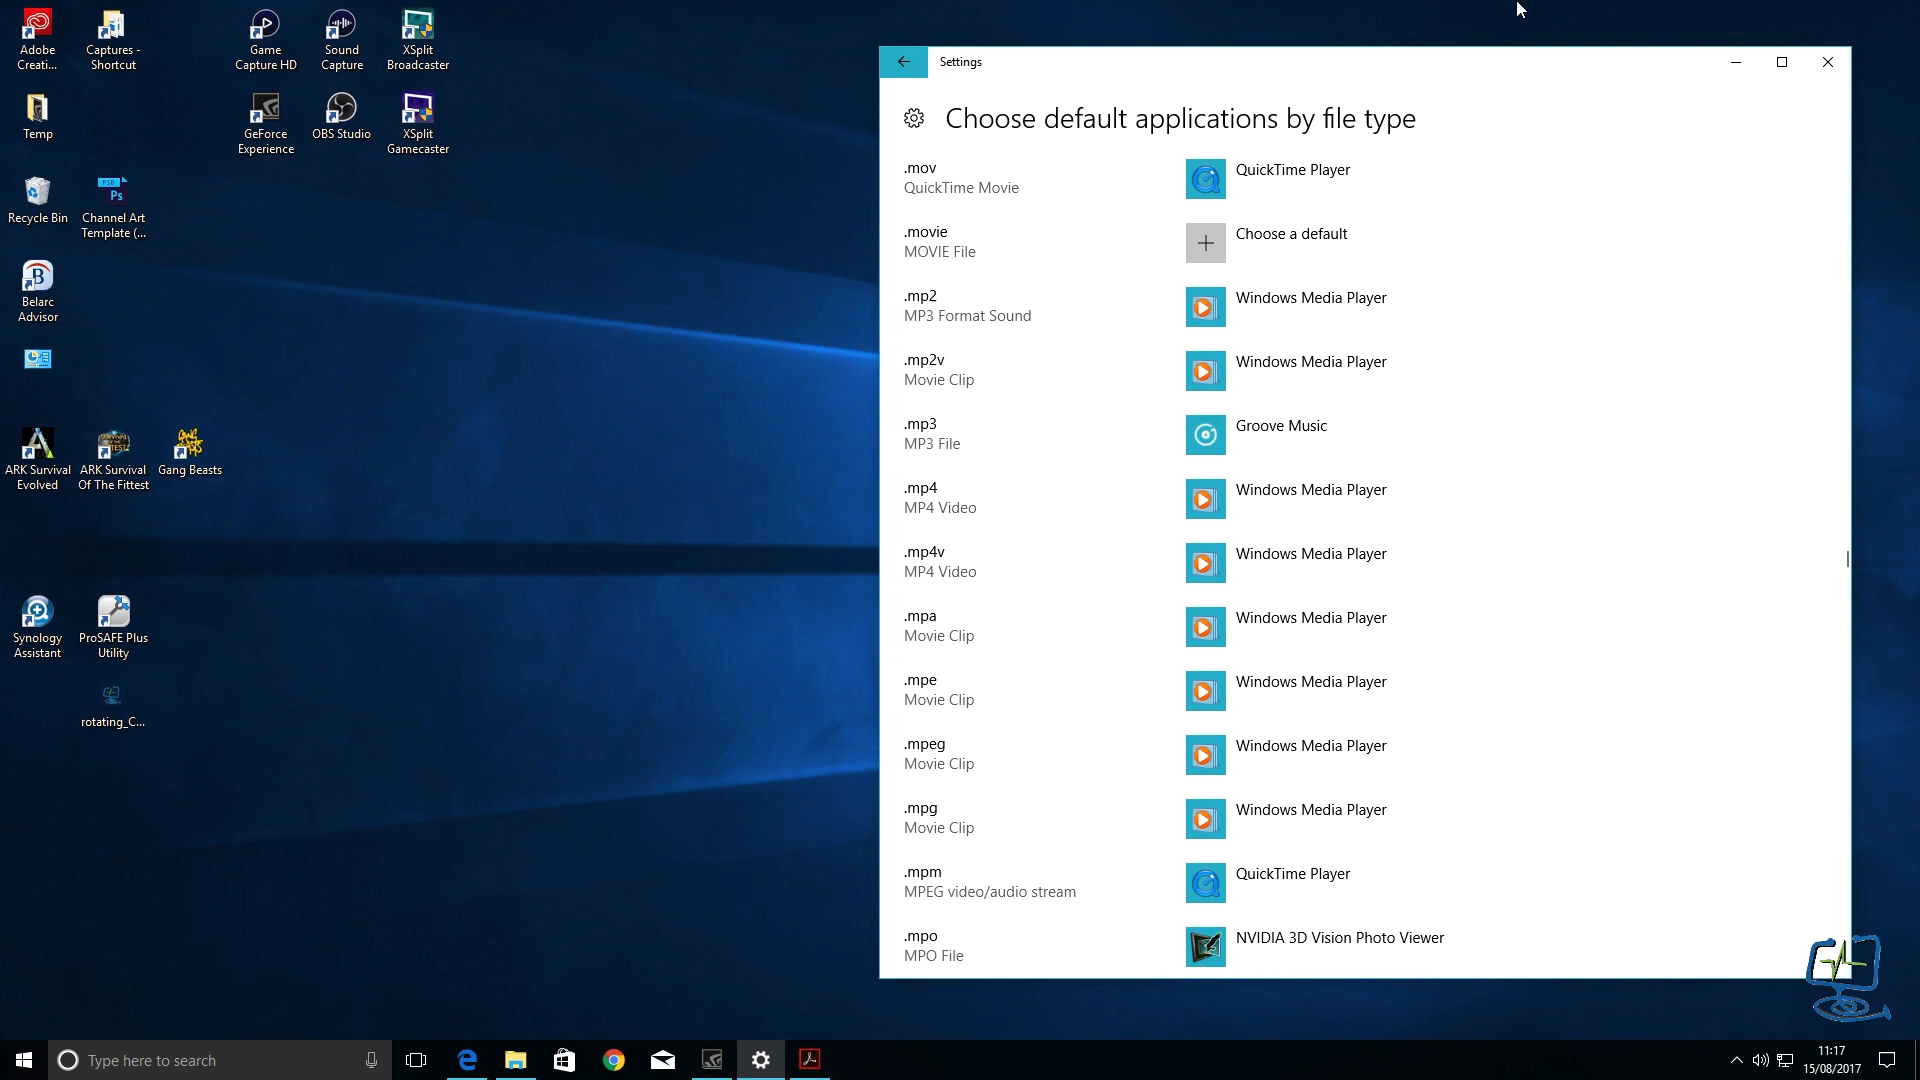 Adobe
Creati...
Captures -
Shortcut
Game
Capture HD
Sound
Capture
XSplit
Broadcaster
Temp
GeForce
Experience
OBS Studio
XSplit
Gamecaster
Recycle Bin
PSD
Ps
Channel Art
Template (...
B
Belarc
Advisor
ARK Survival
Evolved
ARK Survival
Of The Fittest
Gang Beasts
Synology
Assistant
ProSAFE Plus
Utility
rotating_C...
Settings
Choose default applications by file type
.mov
QuickTime Movie
QuickTime Player
.movie
MOVIE File
Choose a default
.mp2
MP3 Format Sound
Windows Media Player
.mp2v
Movie Clip
Windows Media Player
.mp3
MP3 File
Groove Music
.mp4
MP4 Video
Windows Media Player
.mp4v
MP4 Video
Windows Media Player
.mpa
Movie Clip
Windows Media Player
.mpe
Movie Clip
Windows Media Player
.mpeg
Movie Clip
Windows Media Player
.mpg
Movie Clip
Windows Media Player
.mpm
MPEG video/audio stream
QuickTime Player
.mpo
MPO File
NVIDIA 3D Vision Photo Viewer
Type here to search
11:17
15/08/2017